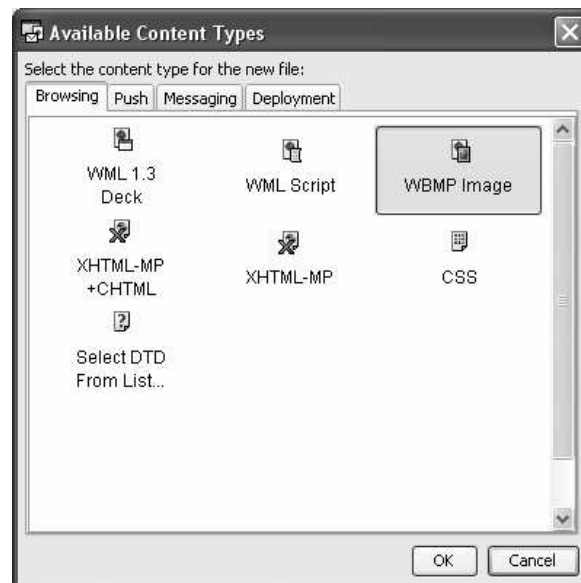 Available Content Types
Select the content type for the new file:
Browsing Push Messaging Deployment
WML 1.3
Deck
WML Script
WBMP Image
XHTML-MP
+CHTML
XHTML-MP
CSS
Select DTD
From List...
OK Cancel